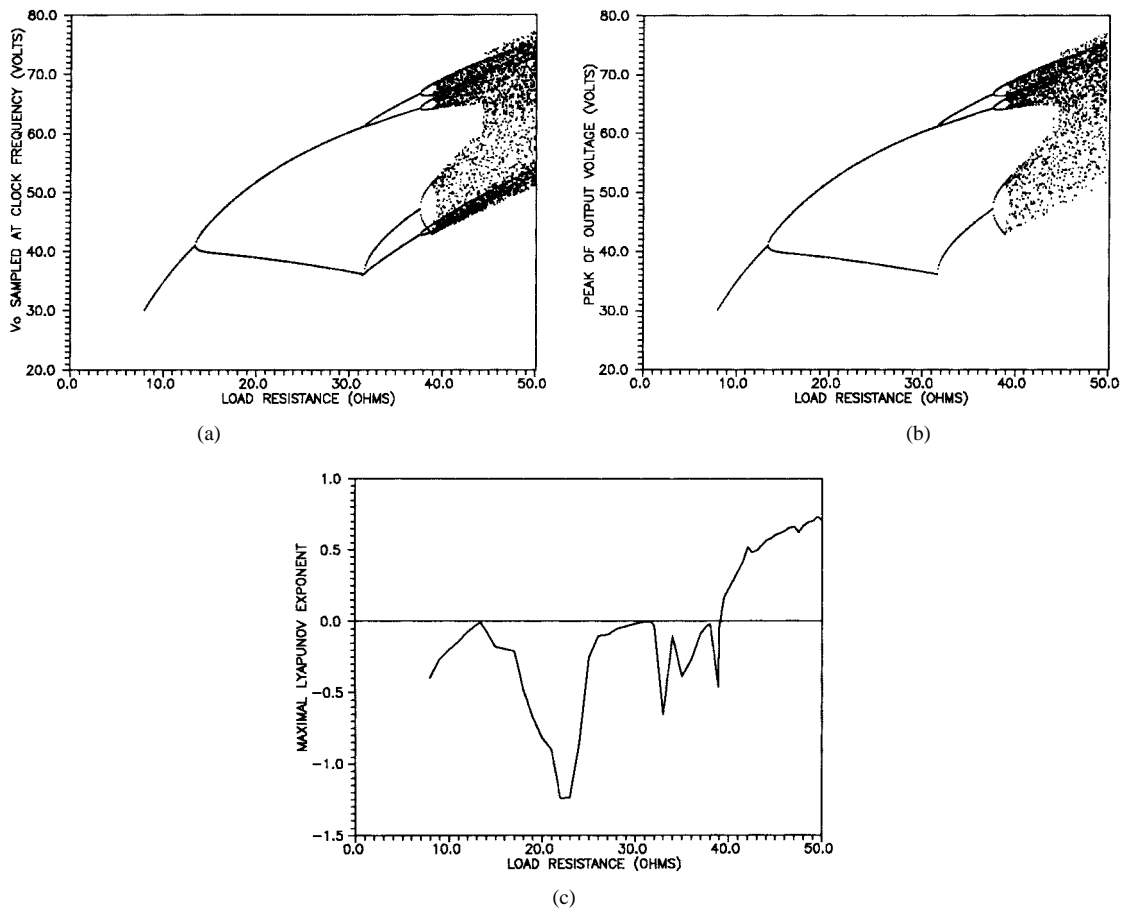 80.0
70.0
60.0
50.0
40.0
30.0
20.0
Vo SAMPLED AT CLOCK FREQUENCY (VOLTS)
0.0 10.0 20.0 30.0 40.0 50.0
LOAD RESISTANCE (OHMS)
(a)
80.0
70.0
60.0
50.0
40.0
30.0
20.0
PEAK OF OUTPUT VOLTAGE (VOLTS)
0.0 10.0 20.0 30.0 40.0 50.0
LOAD RESISTANCE (OHMS)
(b)
1.0
0.5
0.0
−0.5
−1.0
−1.5
MAXIMAL LYAPUNOV EXPONENT
0.0 10.0 20.0 30.0 40.0 50.0
LOAD RESISTANCE (OHMS)
(c)